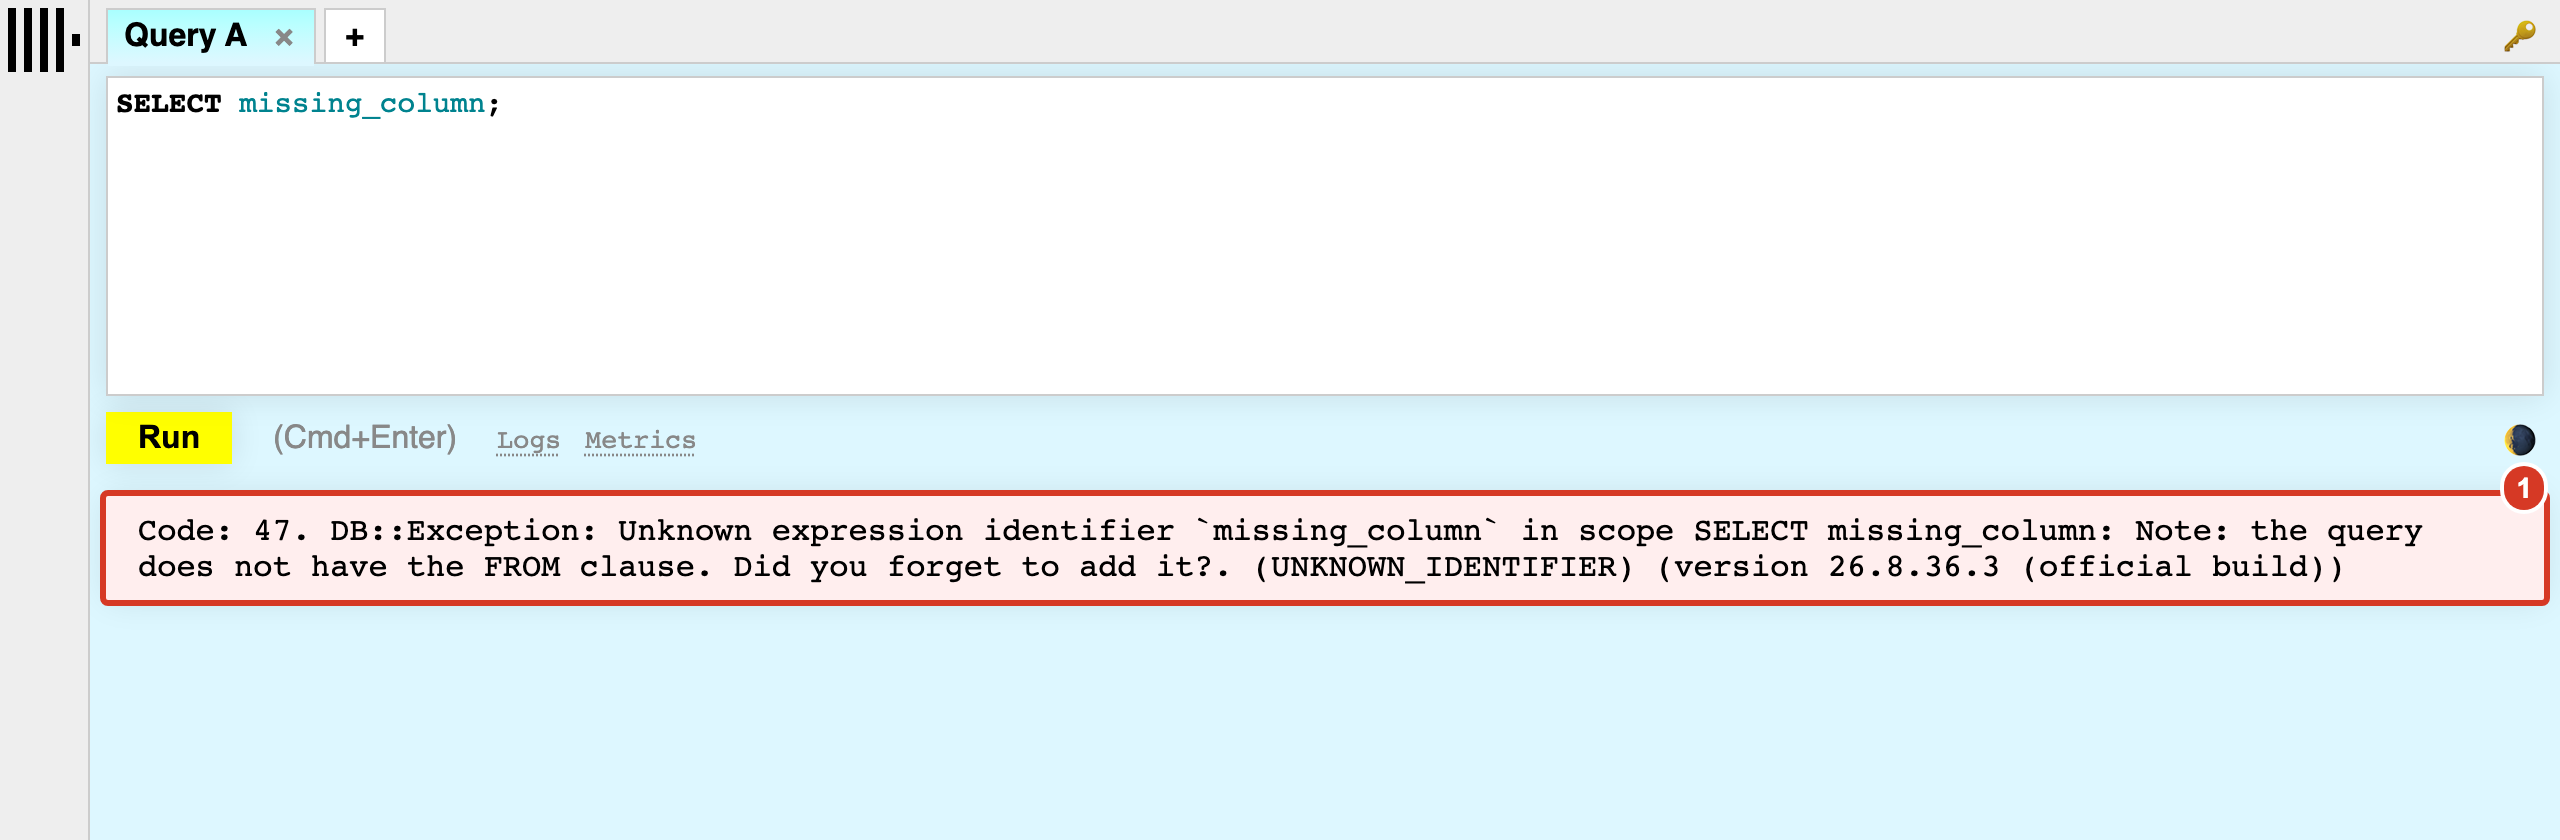 Query A × +
SELECT missing_column;
Run (Cmd+Enter) Logs Metrics
1
Code: 47. DB::Exception: Unknown expression identifier `missing_column` in scope SELECT missing_column: Note: the query
does not have the FROM clause. Did you forget to add it?. (UNKNOWN_IDENTIFIER) (version 26.8.36.3 (official build))